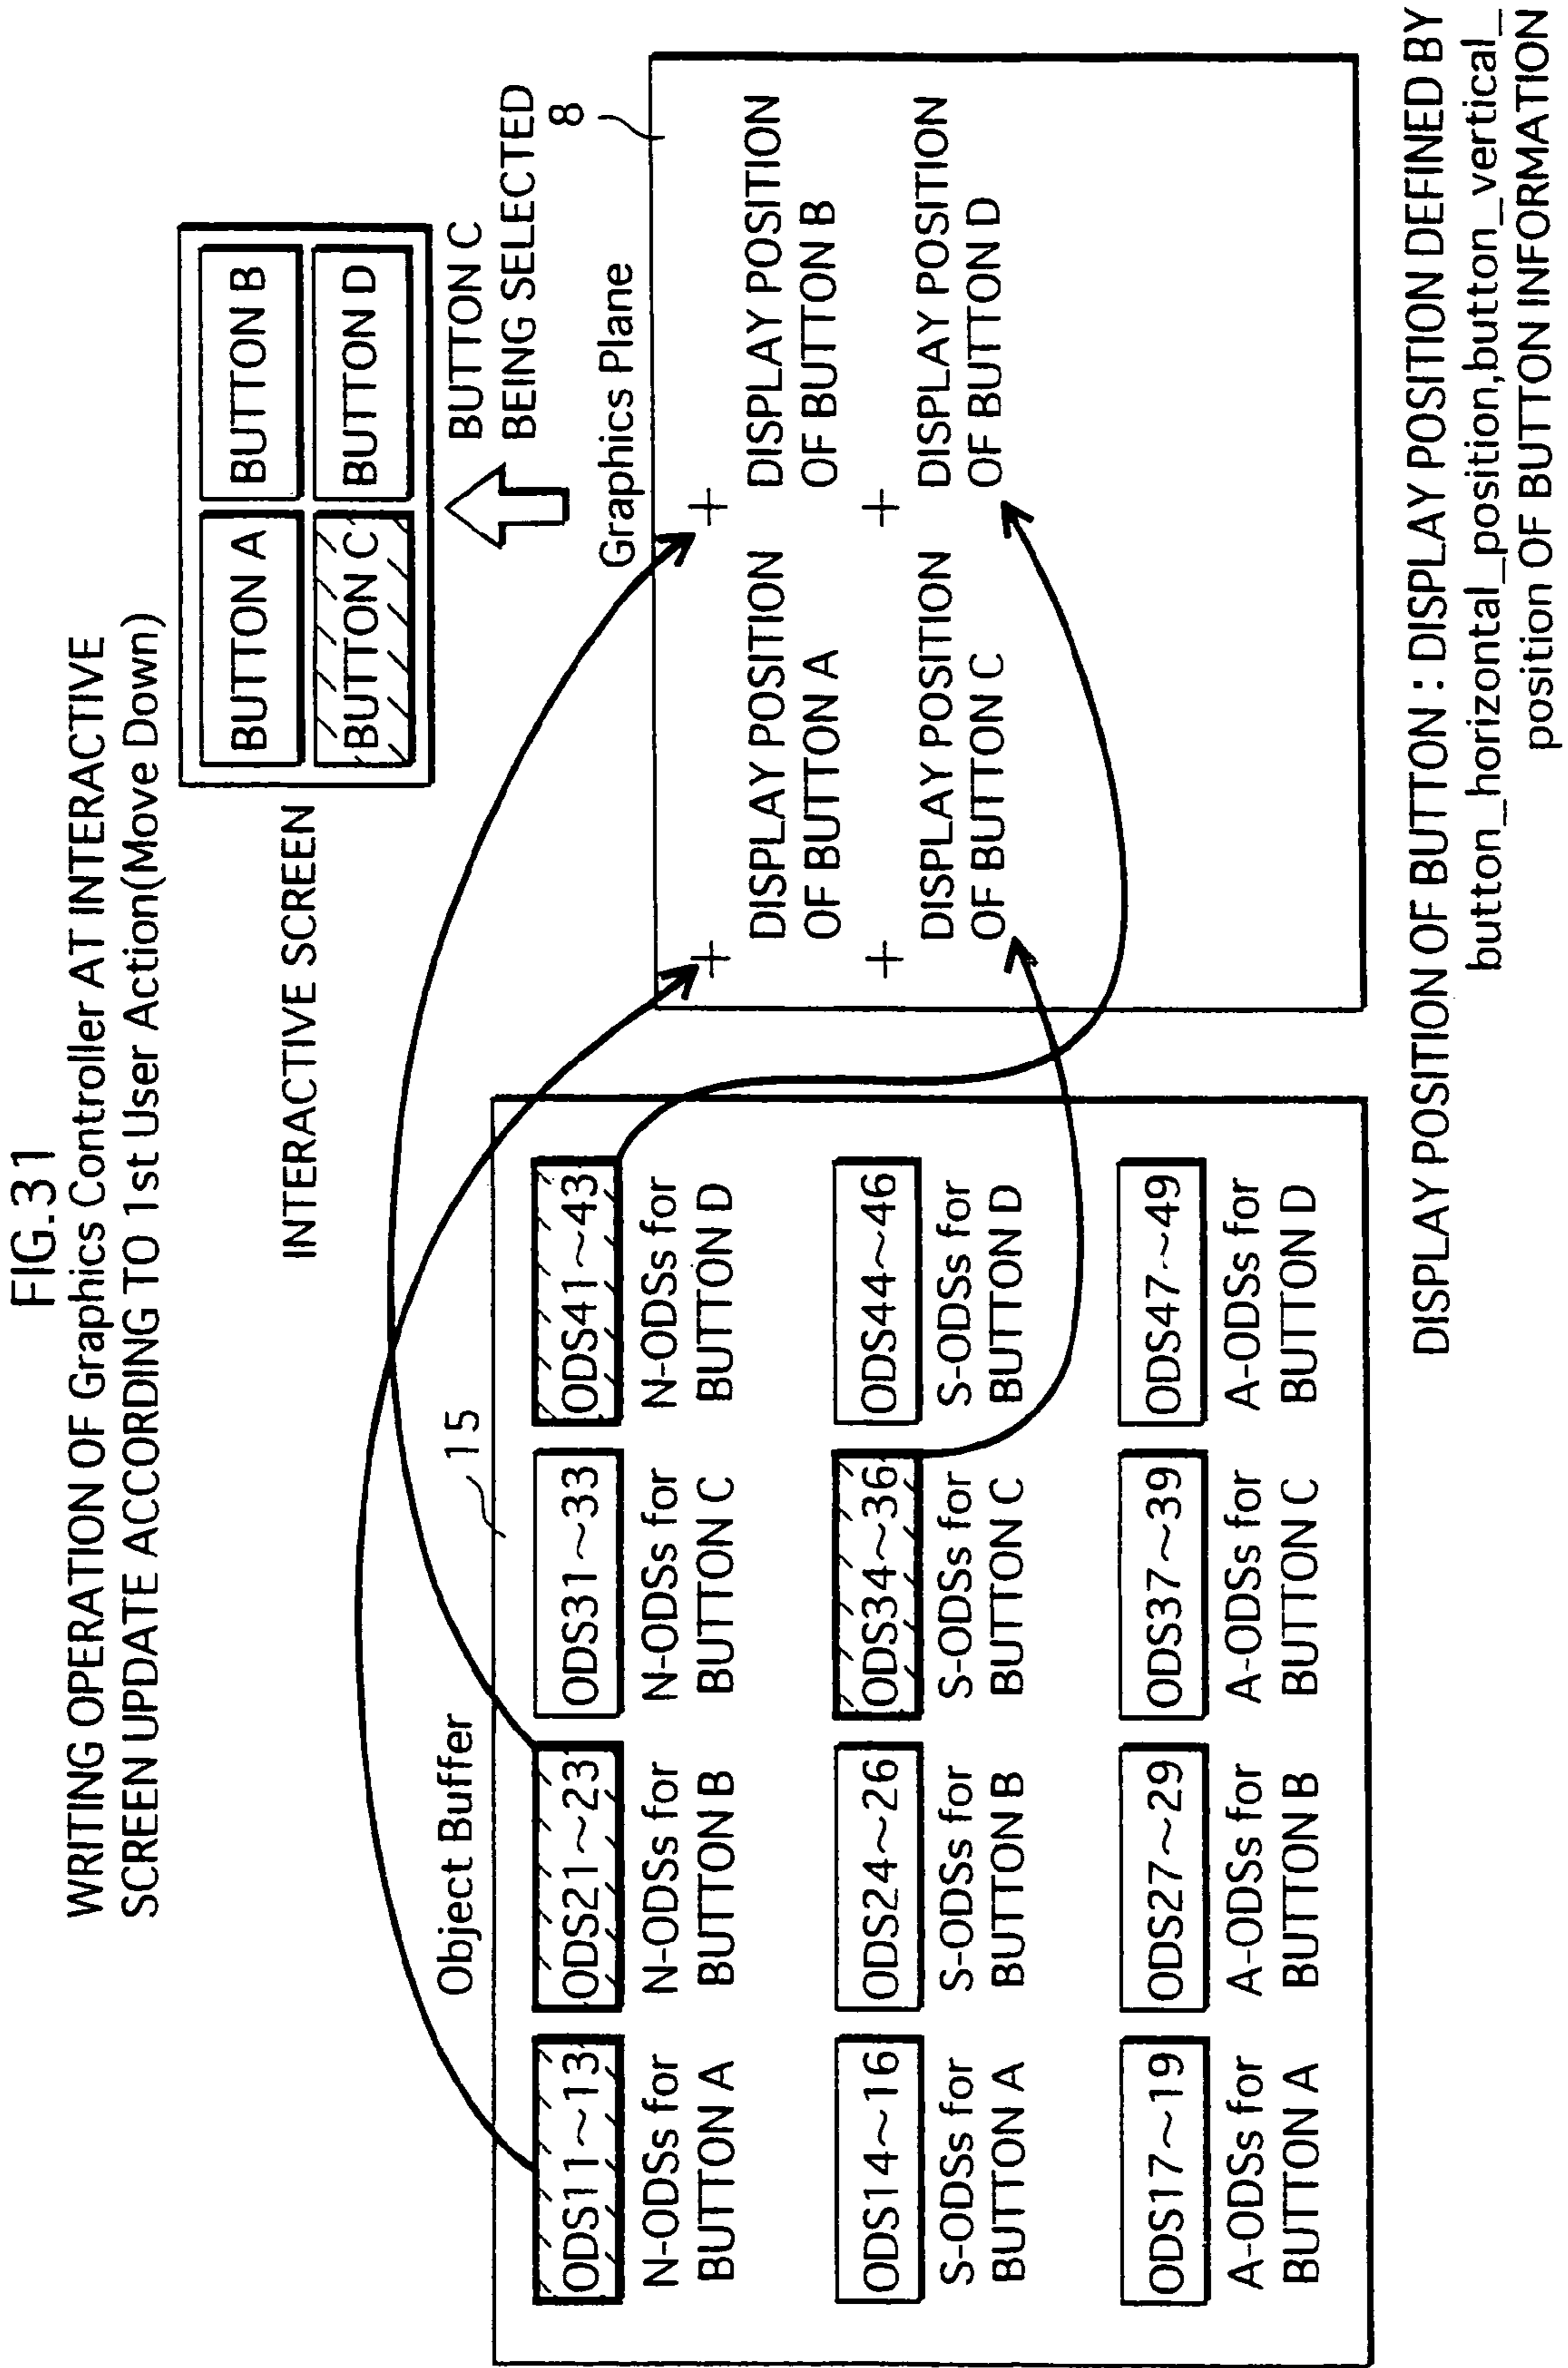 FIG.31
WRITING OPERATION OF Graphics Controller AT INTERACTIVE
SCREEN UPDATE ACCORDING TO 1st User Action(Move Down)
INTERACTIVE SCREEN
BUTTON A
BUTTON B
BUTTON C
BUTTON D
BUTTON C
BEING SELECTED
Object Buffer
15
ODS11~13
N-ODSs for
BUTTON A
ODS21~23
N-ODSs for
BUTTON B
ODS31~33
N-ODSs for
BUTTON C
ODS41~43
N-ODSs for
BUTTON D
ODS14~16
S-ODSs for
BUTTON A
ODS24~26
S-ODSs for
BUTTON B
ODS34~36
S-ODSs for
BUTTON C
ODS44~46
S-ODSs for
BUTTON D
ODS17~19
A-ODSs for
BUTTON A
ODS27~29
A-ODSs for
BUTTON B
ODS37~39
A-ODSs for
BUTTON C
ODS47~49
A-ODSs for
BUTTON D
Graphics Plane
8
DISPLAY POSITION
OF BUTTON A
DISPLAY POSITION
OF BUTTON B
DISPLAY POSITION
OF BUTTON C
DISPLAY POSITION
OF BUTTON D
DISPLAY POSITION OF BUTTON : DISPLAY POSITION DEFINED BY
button_horizontal_position,button_vertical_
position OF BUTTON INFORMATION